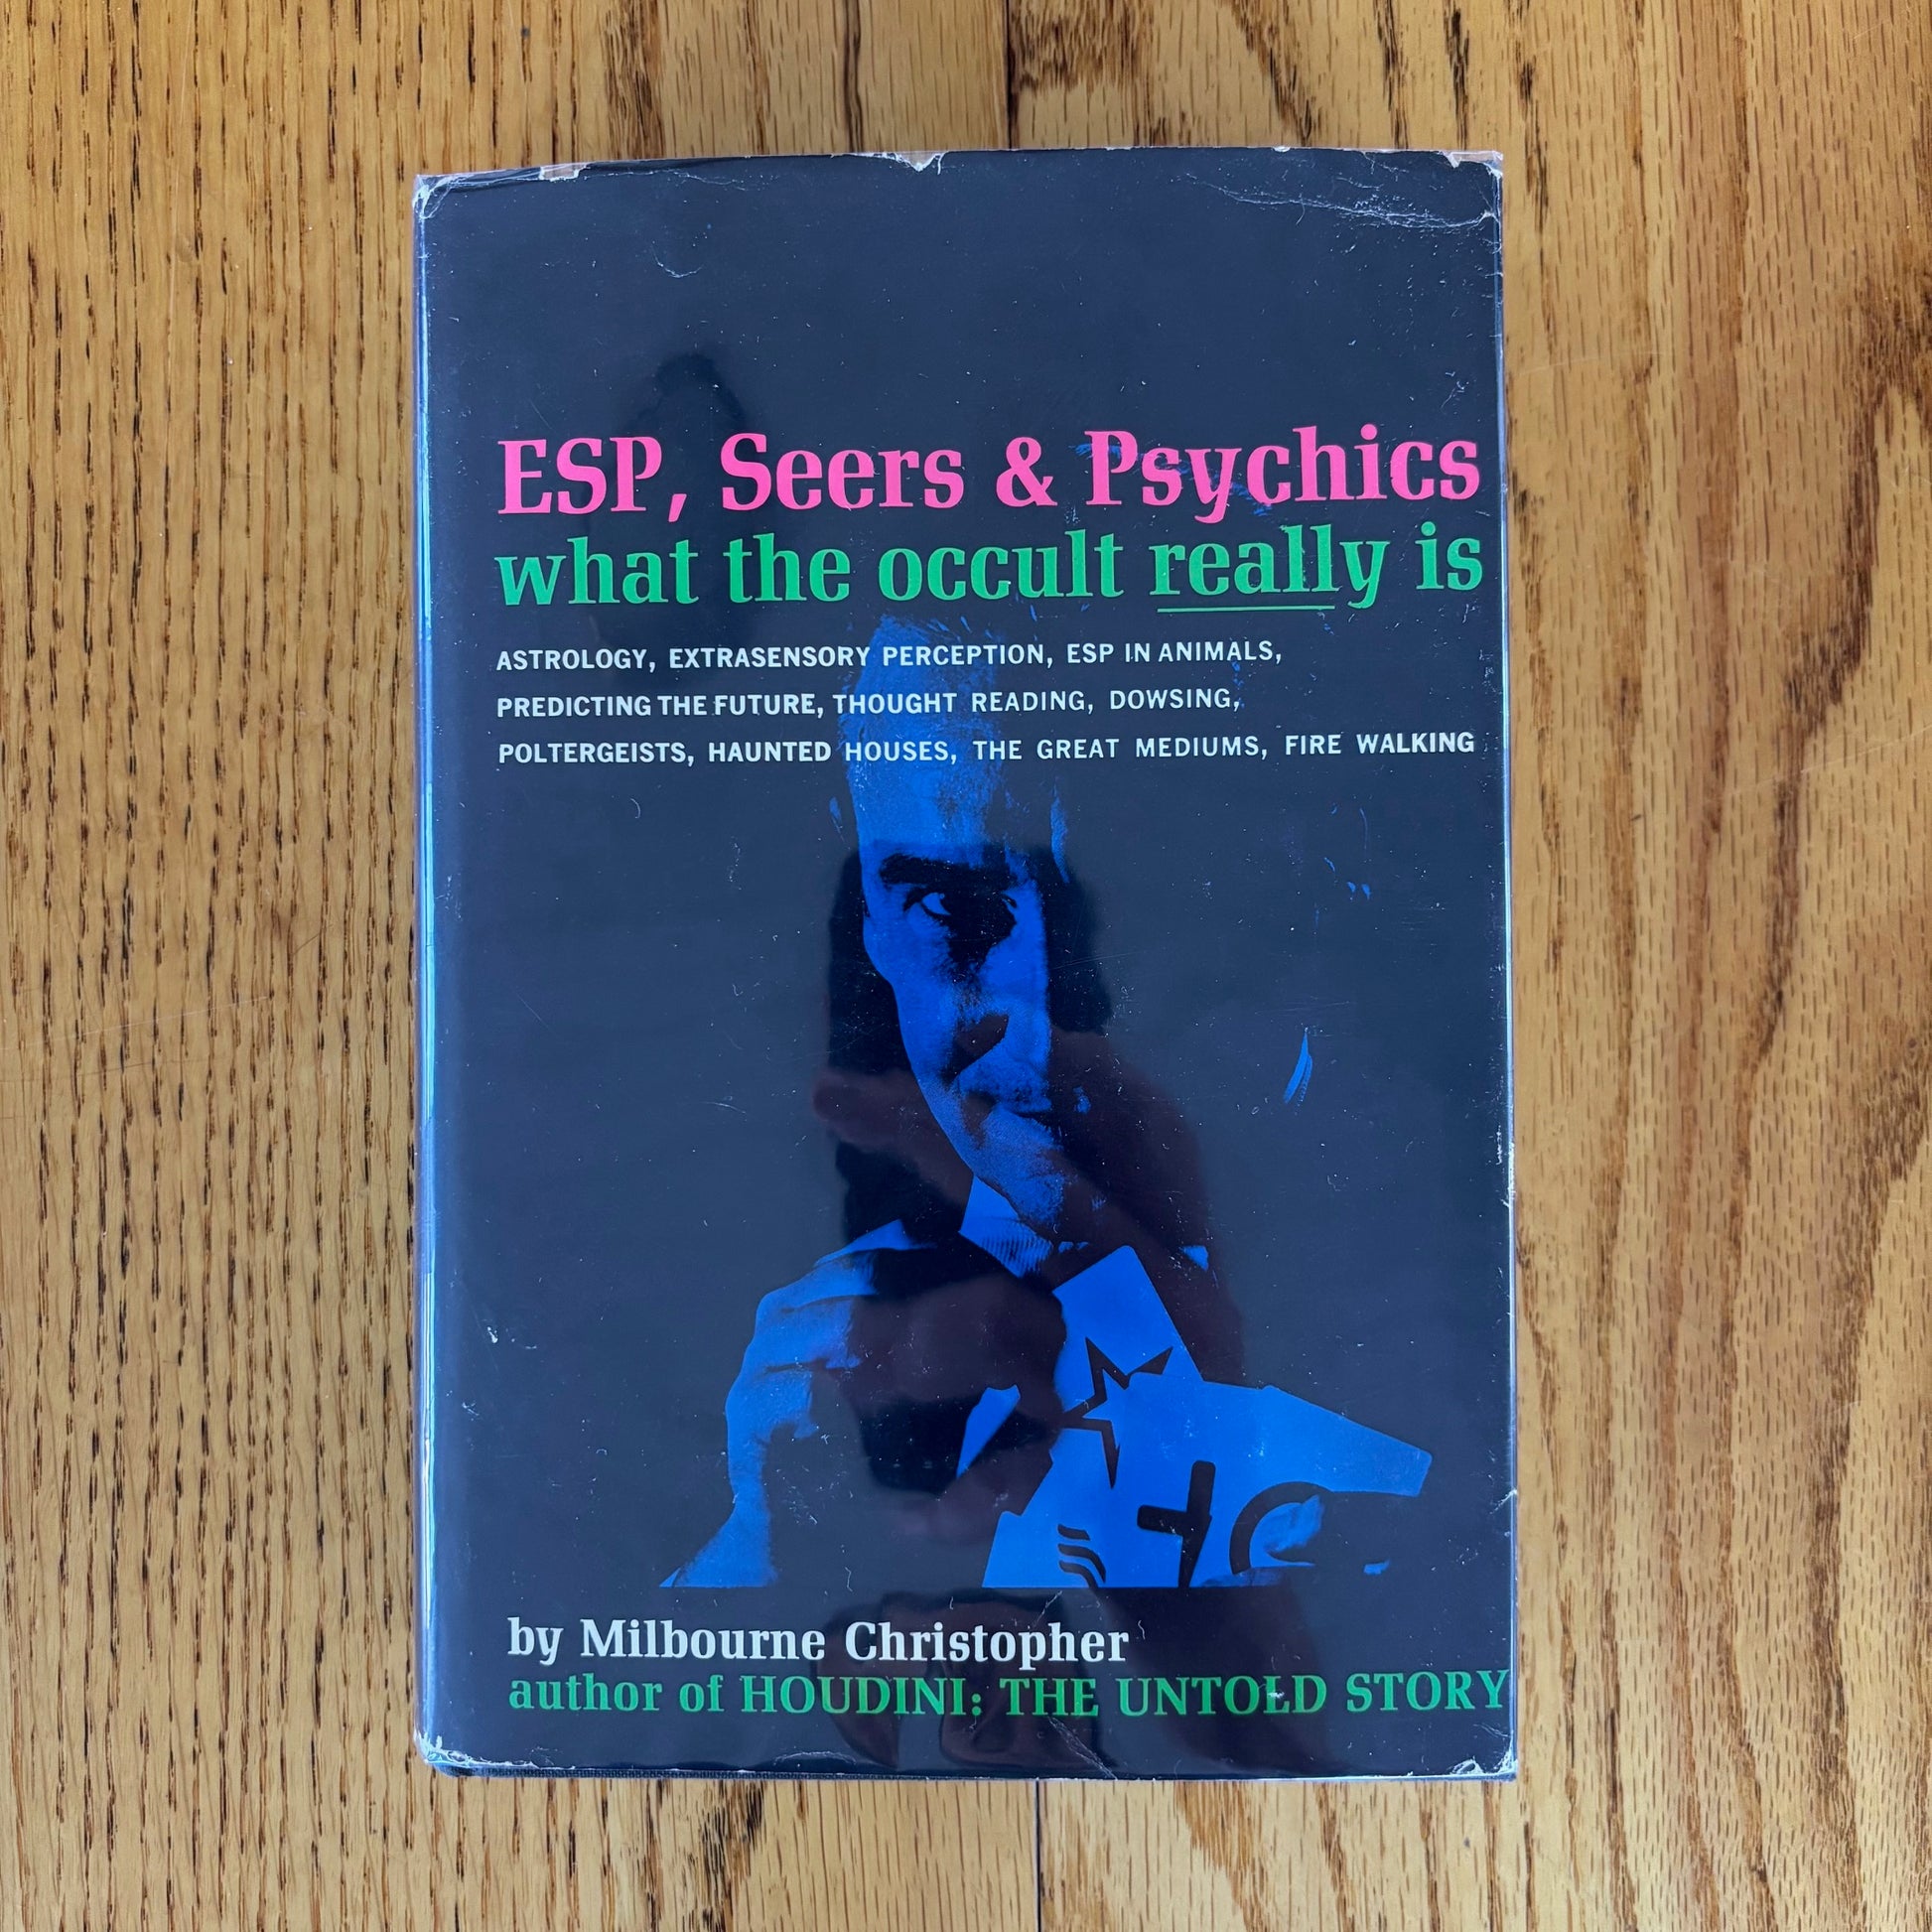 ESP, Seers & Psychics
what the occult really is
ASTROLOGY, EXTRASENSORY PERCEPTION, ESP IN ANIMALS,
PREDICTING THE FUTURE, THOUGHT READING, DOWSING,
POLTERGEISTS, HAUNTED HOUSES, THE GREAT MEDIUMS, FIRE WALKING
by Milbourne Christopher
author of HOUDINI: THE UNTOLD STORY